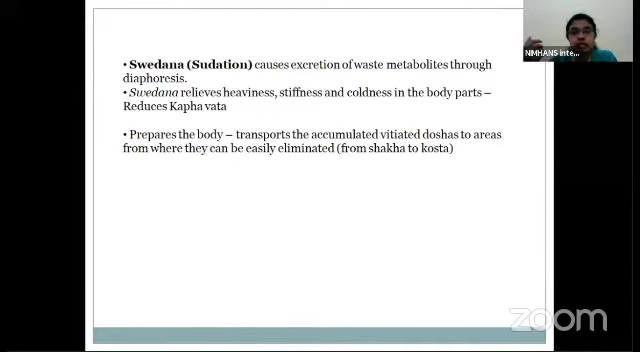 • Swedana (Sudation) causes excretion of waste metabolites through
diaphoresis.
• Swedana relieves heaviness, stiffness and coldness in the body parts –
Reduces Kapha vata
• Prepares the body – transports the accumulated vitiated doshas to areas
from where they can be easily eliminated (from shakha to kosta)
NIMHANS inte...
zoom